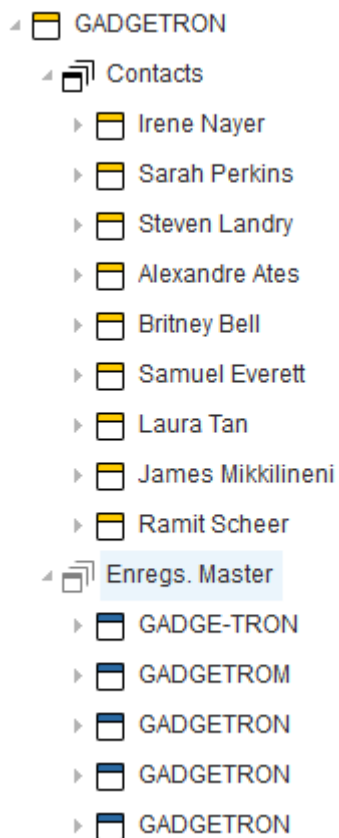 GADGETRON
Contacts
Irene Nayer
Sarah Perkins
Steven Landry
Alexandre Ates
Britney Bell
Samuel Everett
Laura Tan
James Mikkilineni
Ramit Scheer
Enregs. Master
GADGE-TRON
GADGETROM
GADGETRON
GADGETRON
GADGETRON